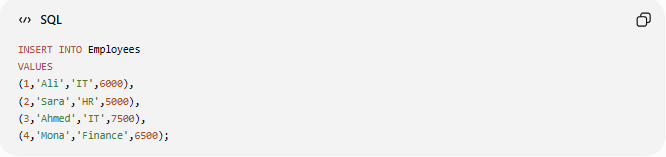 SQL
INSERT INTO Employees
VALUES
(1,'Ali','IT',6000),
(2,'Sara','HR',5000),
(3,'Ahmed','IT',7500),
(4,'Mona','Finance',6500);